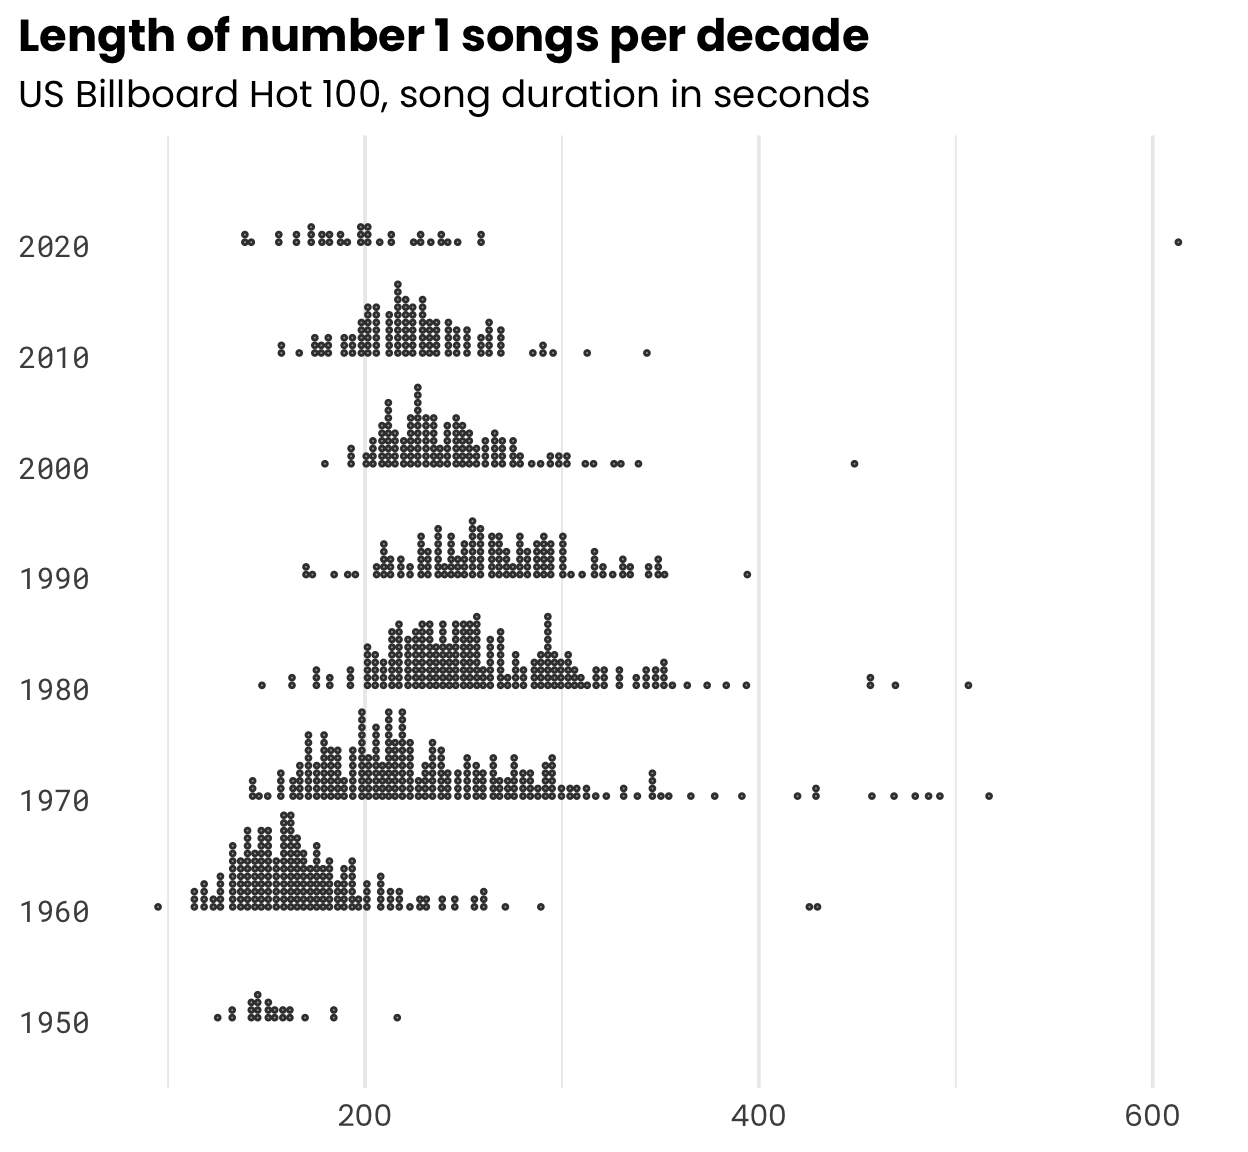 Length of number 1 songs per decade
US Billboard Hot 100, song duration in seconds
2020
2010
2000
1990
1980
1970
1960
1950
200 400 600